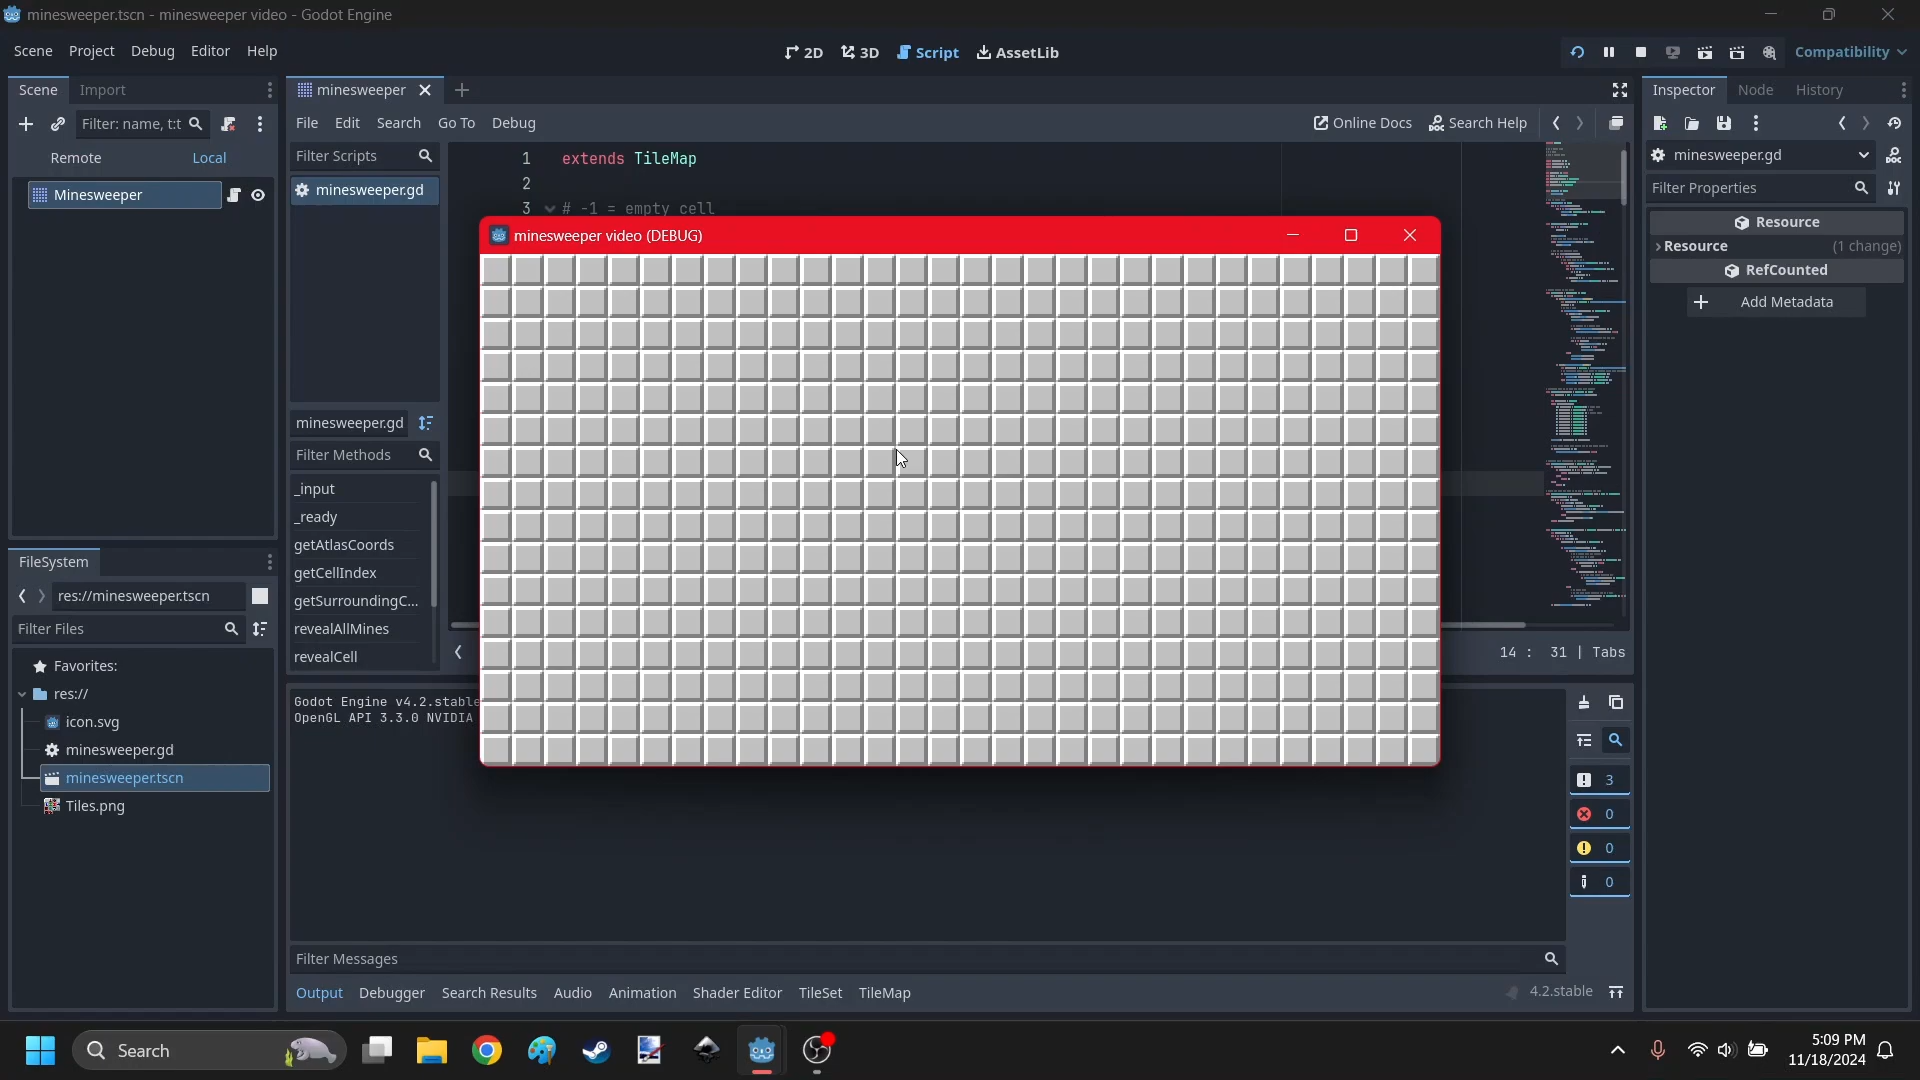 minesweeper.tscn - minesweeper video - Godot Engine
Scene Project Debug Editor Help
2D 3D Script AssetLib
Compatibility
Scene Import
minesweeper
Inspector Node History
Filter: name, t:t
File Edit Search Go To Debug
Online Docs Search Help
Remote Local
Filter Scripts
1 extends TileMap
minesweeper.gd
Minesweeper
minesweeper.gd
2
Filter Properties
3 # -1 = empty cell
Resource
minesweeper video (DEBUG)
Resource (1 change)
RefCounted
Add Metadata
minesweeper.gd
Filter Methods
_input
_ready
getAtlasCoords
getCellIndex
getSurroundingC...
revealAllMines
revealCell
14 : 31 | Tabs
FileSystem
res://minesweeper.tscn
Filter Files
Favorites:
res://
icon.svg
minesweeper.gd
minesweeper.tscn
Tiles.png
Godot Engine v4.2.stable
OpenGL API 3.3.0 NVIDIA
3
0
0
0
Filter Messages
Output Debugger Search Results Audio Animation Shader Editor TileSet TileMap
4.2.stable
Search
5:09 PM
11/18/2024